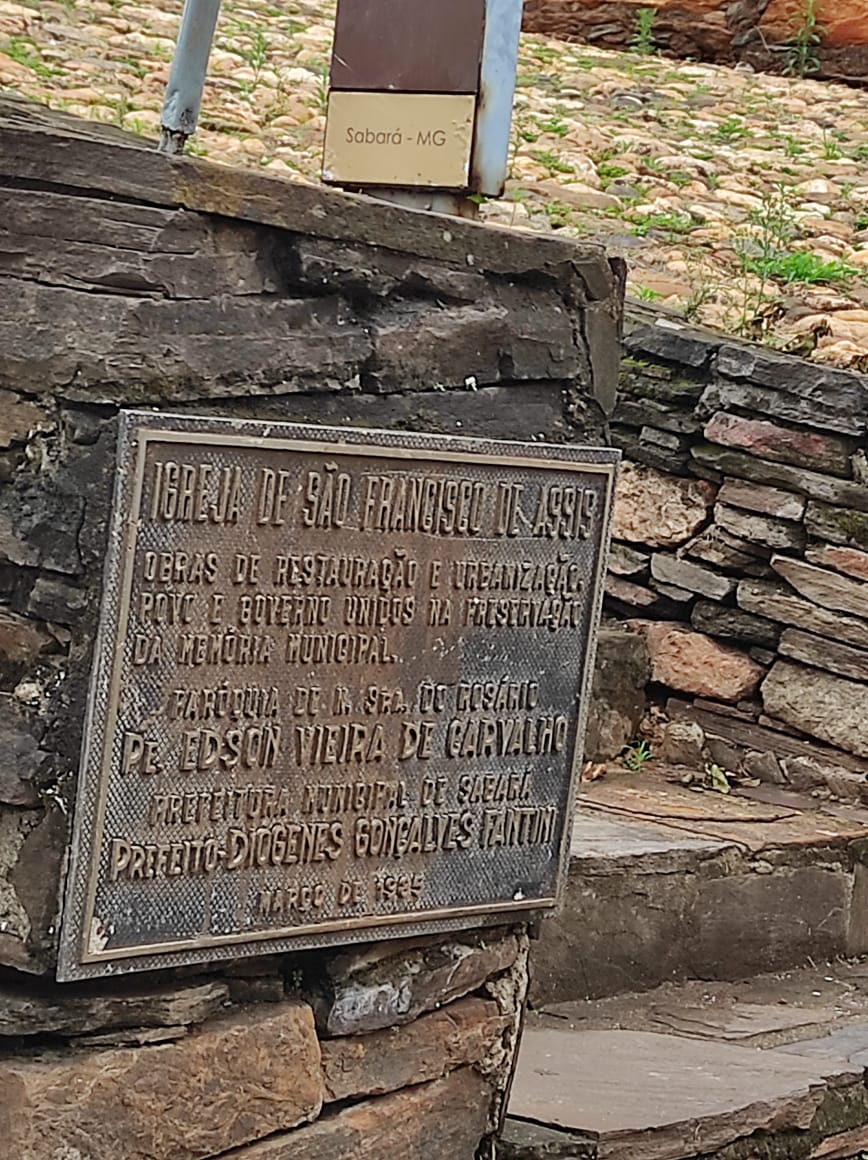 Sabará - MG
IGREJA DE SÃO FRANCISCO DE ASSIS
OBRAS DE RESTAURAÇÃO E URBANIZAÇÃO.
POVO E GOVERNO UNIDOS NA PRESERVAÇÃO
DA MEMÓRIA MUNICIPAL.
PARÓQUIA DE N. SRA. DO ROSÁRIO
PE. EDSON VIEIRA DE CARVALHO
PREFEITURA MUNICIPAL DE SABARÁ
PREFEITO-DIOGENES GONÇALVES FANTINI
MARÇO DE